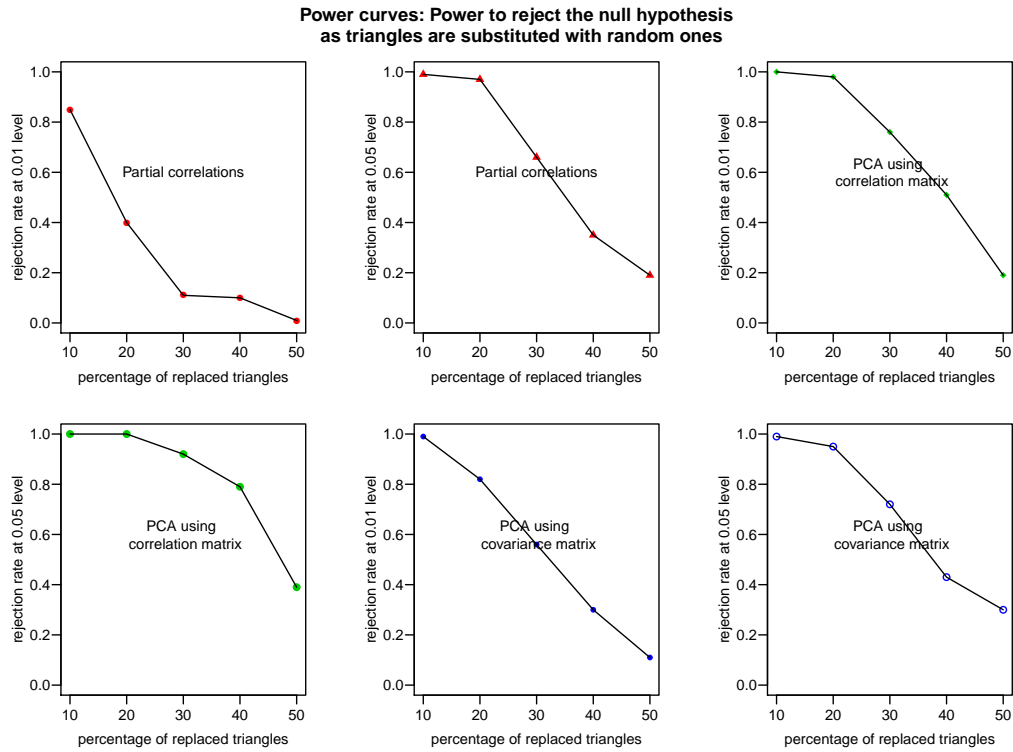 Power curves: Power to reject the null hypothesis
as triangles are substituted with random ones
rejection rate at 0.01 level
1.0
0.8
0.6
0.4
0.2
0.0
Partial correlations
10 20 30 40 50
percentage of replaced triangles
rejection rate at 0.05 level
1.0
0.8
0.6
0.4
0.2
0.0
Partial correlations
10 20 30 40 50
percentage of replaced triangles
rejection rate at 0.01 level
1.0
0.8
0.6
0.4
0.2
0.0
PCA using
correlation matrix
10 20 30 40 50
percentage of replaced triangles
rejection rate at 0.05 level
1.0
0.8
0.6
0.4
0.2
0.0
PCA using
correlation matrix
10 20 30 40 50
percentage of replaced triangles
rejection rate at 0.01 level
1.0
0.8
0.6
0.4
0.2
0.0
PCA using
covariance matrix
10 20 30 40 50
percentage of replaced triangles
rejection rate at 0.05 level
1.0
0.8
0.6
0.4
0.2
0.0
PCA using
covariance matrix
10 20 30 40 50
percentage of replaced triangles